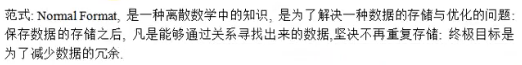 范式: Normal Format, 是一种离散数学中的知识, 是为了解决一种数据的存储与优化的问题:
保存数据的存储之后, 凡是能够通过关系寻找出来的数据,坚决不再重复存储: 终极目标是
为了减少数据的冗余.